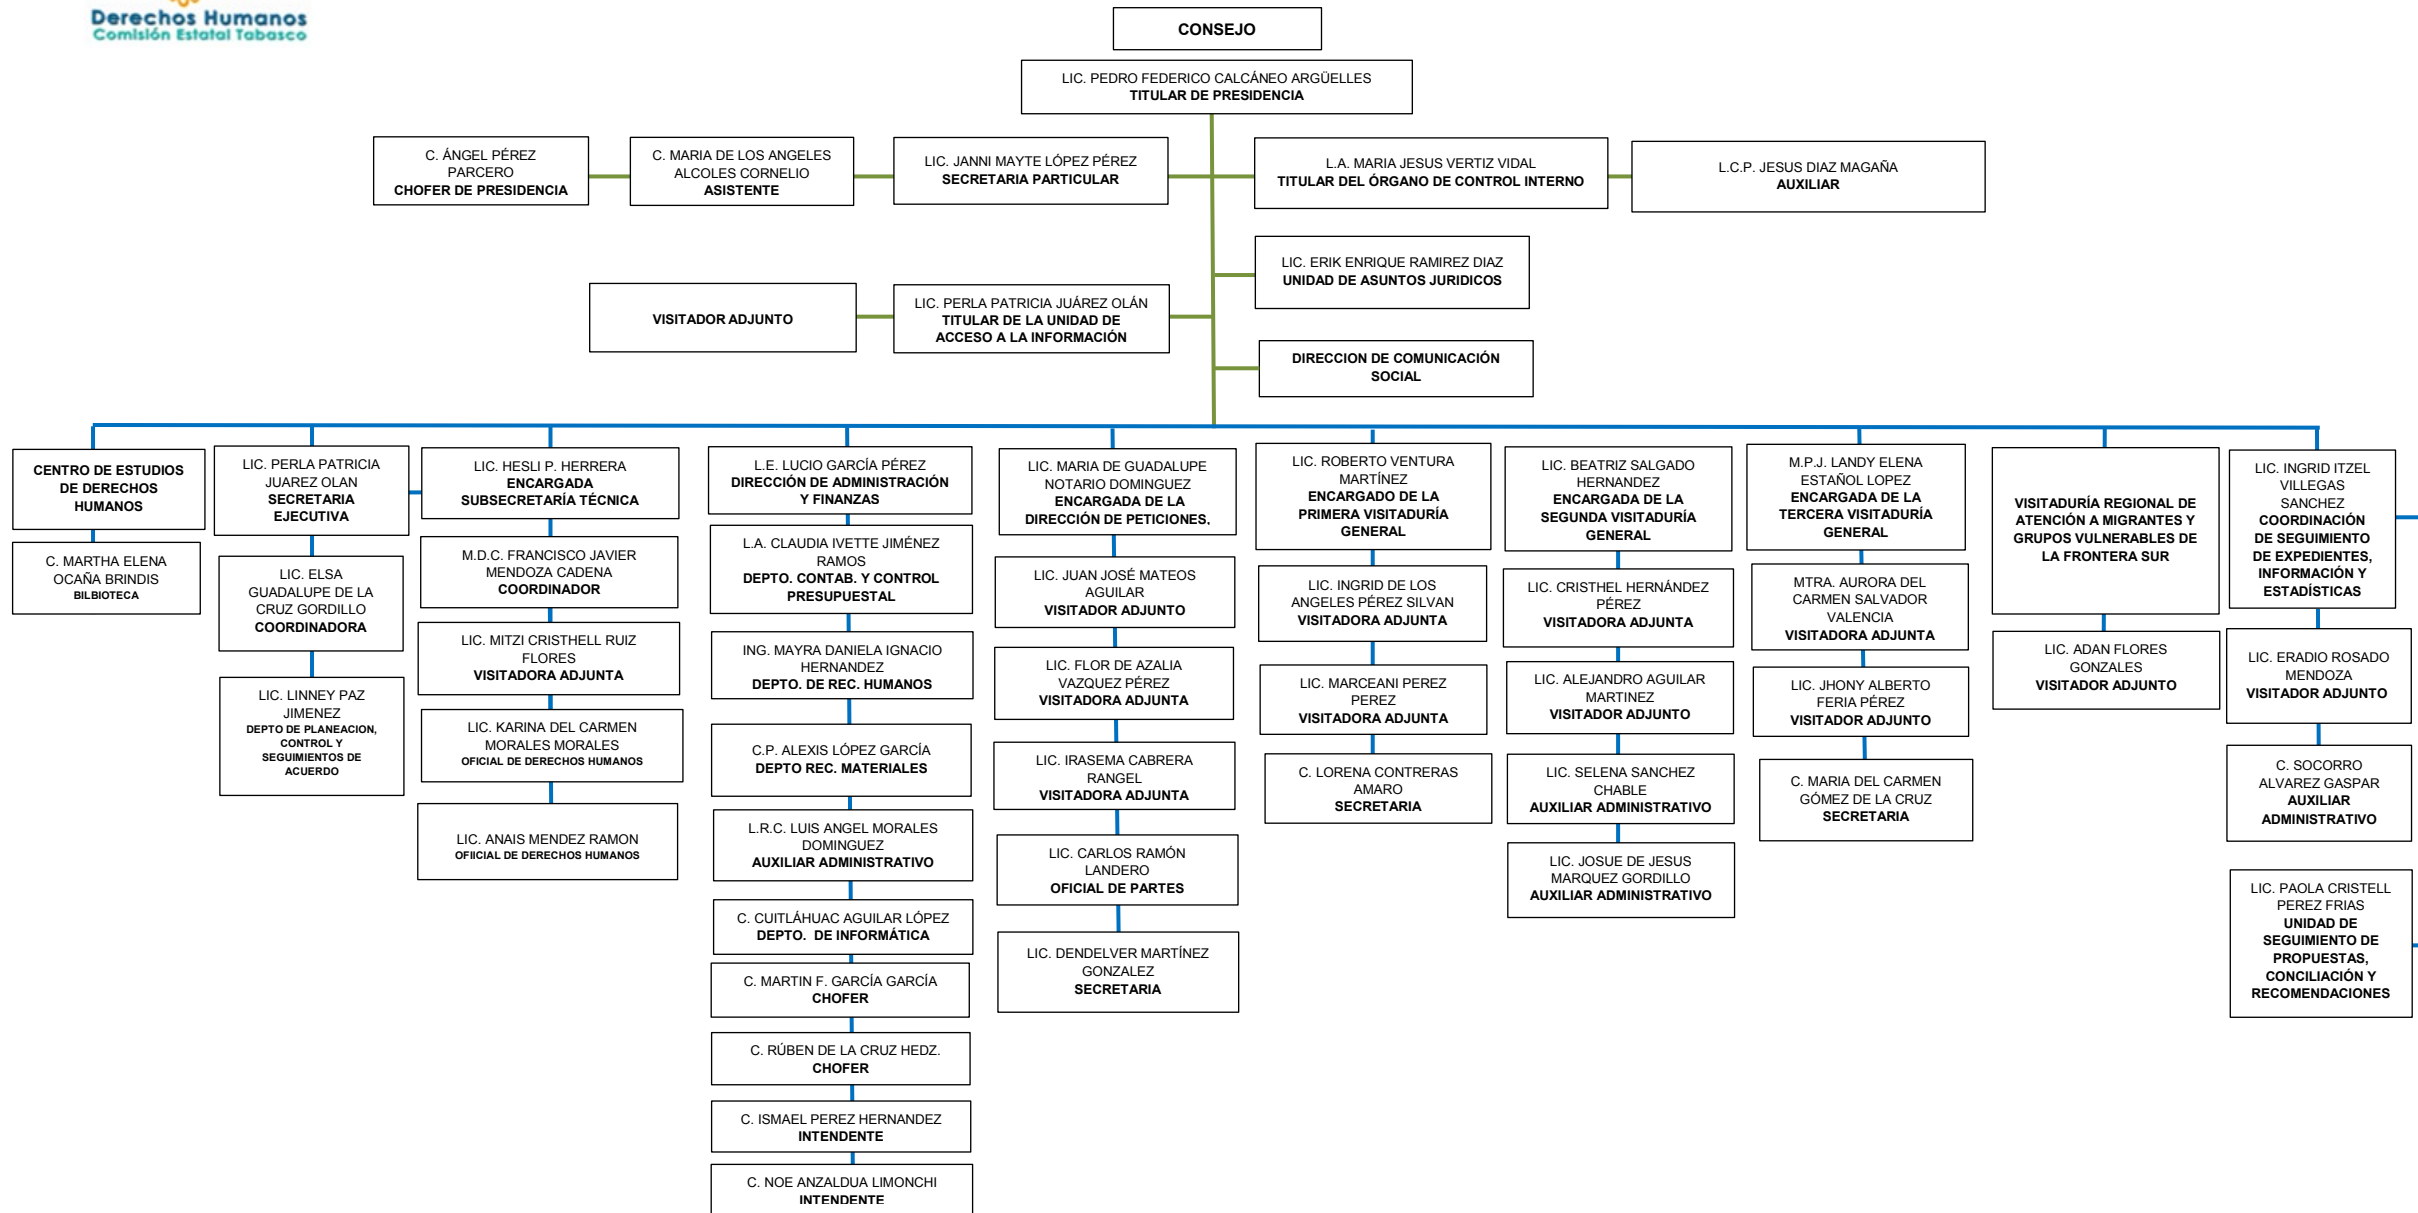 Derechos Humanos
Comisión Estatal Tabasco
CONSEJO
LIC. PEDRO FEDERICO CALCÁNEO ARGÜELLES
TITULAR DE PRESIDENCIA
C. ÁNGEL PÉREZ
PARCERO
CHOFER DE PRESIDENCIA
C. MARIA DE LOS ANGELES
ALCOLES CORNELIO
ASISTENTE
LIC. JANNI MAYTE LÓPEZ PÉREZ
SECRETARIA PARTICULAR
L.A. MARIA JESUS VERTIZ VIDAL
TITULAR DEL ÓRGANO DE CONTROL INTERNO
L.C.P. JESUS DIAZ MAGAÑA
AUXILIAR
LIC. ERIK ENRIQUE RAMIREZ DIAZ
UNIDAD DE ASUNTOS JURIDICOS
VISITADOR ADJUNTO
LIC. PERLA PATRICIA JUÁREZ OLÁN
TITULAR DE LA UNIDAD DE
ACCESO A LA INFORMACIÓN
DIRECCION DE COMUNICACIÓN
SOCIAL
CENTRO DE ESTUDIOS
DE DERECHOS
HUMANOS
C. MARTHA ELENA
OCAÑA BRINDIS
BILBIOTECA
LIC. PERLA PATRICIA
JUAREZ OLAN
SECRETARIA
EJECUTIVA
LIC. ELSA
GUADALUPE DE LA
CRUZ GORDILLO
COORDINADORA
LIC. LINNEY PAZ
JIMENEZ
DEPTO DE PLANEACION,
CONTROL Y
SEGUIMIENTOS DE
ACUERDO
LIC. HESLI P. HERRERA
ENCARGADA
SUBSECRETARÍA TÉCNICA
M.D.C. FRANCISCO JAVIER
MENDOZA CADENA
COORDINADOR
LIC. MITZI CRISTHELL RUIZ
FLORES
VISITADORA ADJUNTA
LIC. KARINA DEL CARMEN
MORALES MORALES
OFICIAL DE DERECHOS HUMANOS
LIC. ANAIS MENDEZ RAMON
OFIICIAL DE DERECHOS HUMANOS
L.E. LUCIO GARCÍA PÉREZ
DIRECCIÓN DE ADMINISTRACIÓN
Y FINANZAS
L.A. CLAUDIA IVETTE JIMÉNEZ
RAMOS
DEPTO. CONTAB. Y CONTROL
PRESUPUESTAL
ING. MAYRA DANIELA IGNACIO
HERNANDEZ
DEPTO. DE REC. HUMANOS
C.P. ALEXIS LÓPEZ GARCÍA
DEPTO REC. MATERIALES
L.R.C. LUIS ANGEL MORALES
DOMINGUEZ
AUXILIAR ADMINISTRATIVO
C. CUITLÁHUAC AGUILAR LÓPEZ
DEPTO. DE INFORMÁTICA
C. MARTIN F. GARCÍA GARCÍA
CHOFER
C. RÚBEN DE LA CRUZ HEDZ.
CHOFER
C. ISMAEL PEREZ HERNANDEZ
INTENDENTE
C. NOE ANZALDUA LIMONCHI
INTENDENTE
LIC. MARIA DE GUADALUPE
NOTARIO DOMINGUEZ
ENCARGADA DE LA
DIRECCIÓN DE PETICIONES,
LIC. JUAN JOSÉ MATEOS
AGUILAR
VISITADOR ADJUNTO
LIC. FLOR DE AZALIA
VAZQUEZ PÉREZ
VISITADORA ADJUNTA
LIC. IRASEMA CABRERA
RANGEL
VISITADORA ADJUNTA
LIC. CARLOS RAMÓN
LANDERO
OFICIAL DE PARTES
LIC. DENDELVER MARTÍNEZ
GONZALEZ
SECRETARIA
LIC. ROBERTO VENTURA
MARTÍNEZ
ENCARGADO DE LA
PRIMERA VISITADURÍA
GENERAL
LIC. INGRID DE LOS
ANGELES PÉREZ SILVAN
VISITADORA ADJUNTA
LIC. MARCEANI PEREZ
PEREZ
VISITADORA ADJUNTA
C. LORENA CONTRERAS
AMARO
SECRETARIA
LIC. BEATRIZ SALGADO
HERNANDEZ
ENCARGADA DE LA
SEGUNDA VISITADURÍA
GENERAL
LIC. CRISTHEL HERNÁNDEZ
PÉREZ
VISITADORA ADJUNTA
LIC. ALEJANDRO AGUILAR
MARTINEZ
VISITADOR ADJUNTO
LIC. SELENA SANCHEZ
CHABLE
AUXILIAR ADMINISTRATIVO
LIC. JOSUE DE JESUS
MARQUEZ GORDILLO
AUXILIAR ADMINISTRATIVO
M.P.J. LANDY ELENA
ESTAÑOL LOPEZ
ENCARGADA DE LA
TERCERA VISITADURÍA
GENERAL
MTRA. AURORA DEL
CARMEN SALVADOR
VALENCIA
VISITADORA ADJUNTA
LIC. JHONY ALBERTO
FERIA PÉREZ
VISITADOR ADJUNTO
C. MARIA DEL CARMEN
GÓMEZ DE LA CRUZ
SECRETARIA
VISITADURÍA REGIONAL DE
ATENCIÓN A MIGRANTES Y
GRUPOS VULNERABLES DE
LA FRONTERA SUR
LIC. ADAN FLORES
GONZALES
VISITADOR ADJUNTO
LIC. INGRID ITZEL
VILLEGAS
SANCHEZ
COORDINACIÓN
DE SEGUIMIENTO
DE EXPEDIENTES,
INFORMACIÓN Y
ESTADÍSTICAS
LIC. ERADIO ROSADO
MENDOZA
VISITADOR ADJUNTO
C. SOCORRO
ALVAREZ GASPAR
AUXILIAR
ADMINISTRATIVO
LIC. PAOLA CRISTELL
PEREZ FRIAS
UNIDAD DE
SEGUIMIENTO DE
PROPUESTAS,
CONCILIACIÓN Y
RECOMENDACIONES